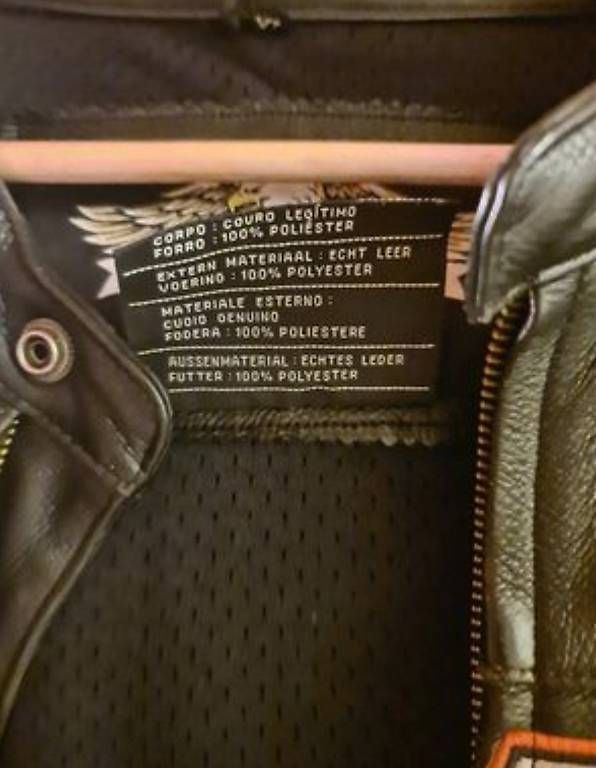 CORPO : COURO LEGÍTIMO
FORRO : 100% POLIÉSTER
EXTERN MATERIAAL : ECHT LEER
VOERING : 100% POLYESTER
MATERIALE ESTERNO :
CUOIO GENUINO
FODERA : 100% POLIESTERE
AUSSENMATERIAL : ECHTES LEDER
FUTTER : 100% POLYESTER